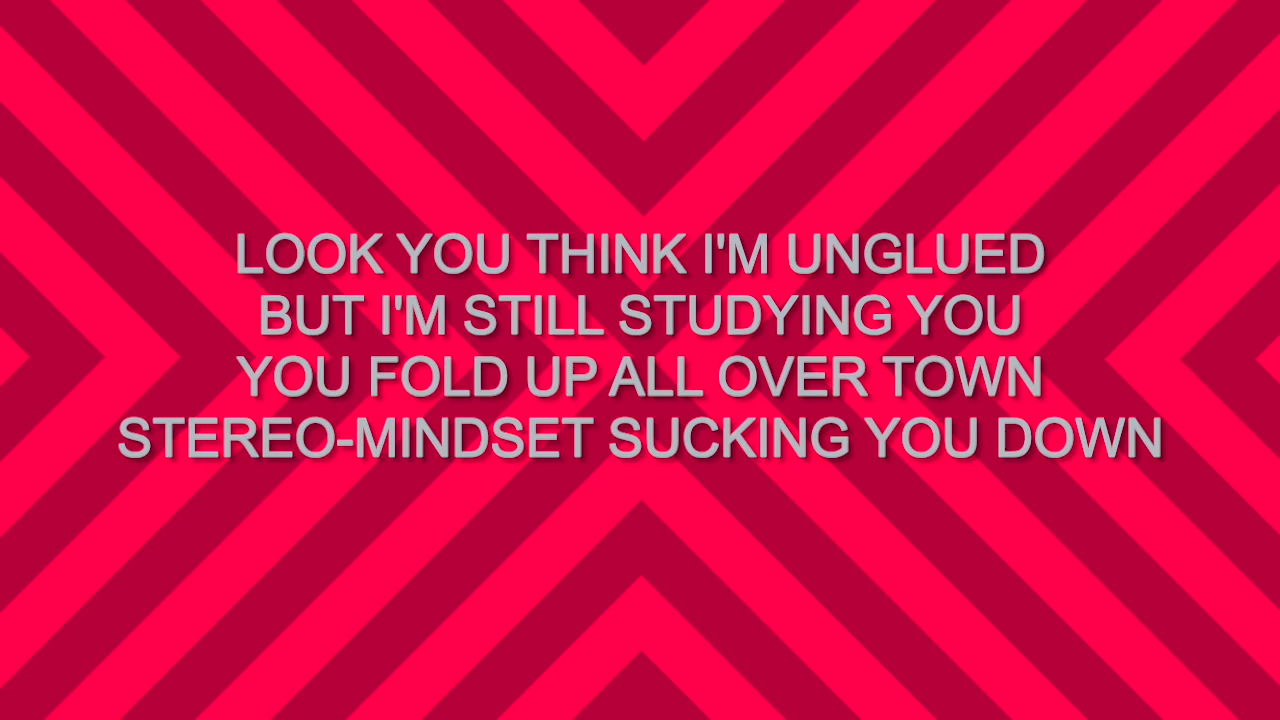 LOOK YOU THINK I'M UNGLUED
BUT I'M STILL STUDYING YOU
YOU FOLD UP ALL OVER TOWN
STEREO-MINDSET SUCKING YOU DOWN